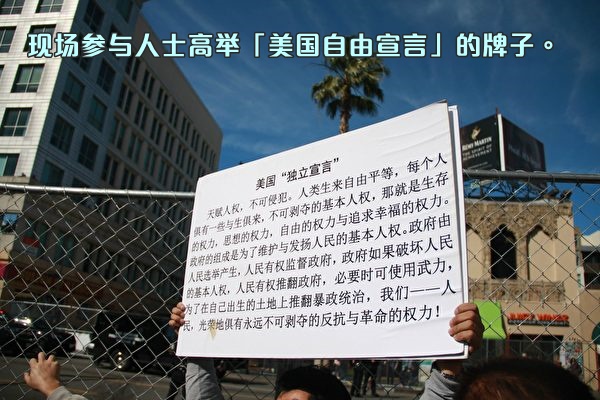 现场参与人士高举「美国自由宣言」的牌子。
美国“独立宣言”
天赋人权，不可侵犯。人类生来自由平等，每个人
俱有一些与生俱来，不可剥夺的基本人权，那就是生存
的权力，思想的权力，自由的权力与追求幸福的权力。
政府的组成是为了维护与发扬人民的基本人权。政府由
人民选举产生，人民有权监督政府，政府如果破坏人民
的基本人权，人民有权推翻政府，必要时可使用武力，
为了在自己出生的土地上推翻暴政统治，我们——人
民，光荣地俱有永远不可剥夺的反抗与革命的权力！
RÉMY MARTIN
THE SPIRIT OF
ACHIEVEMENT